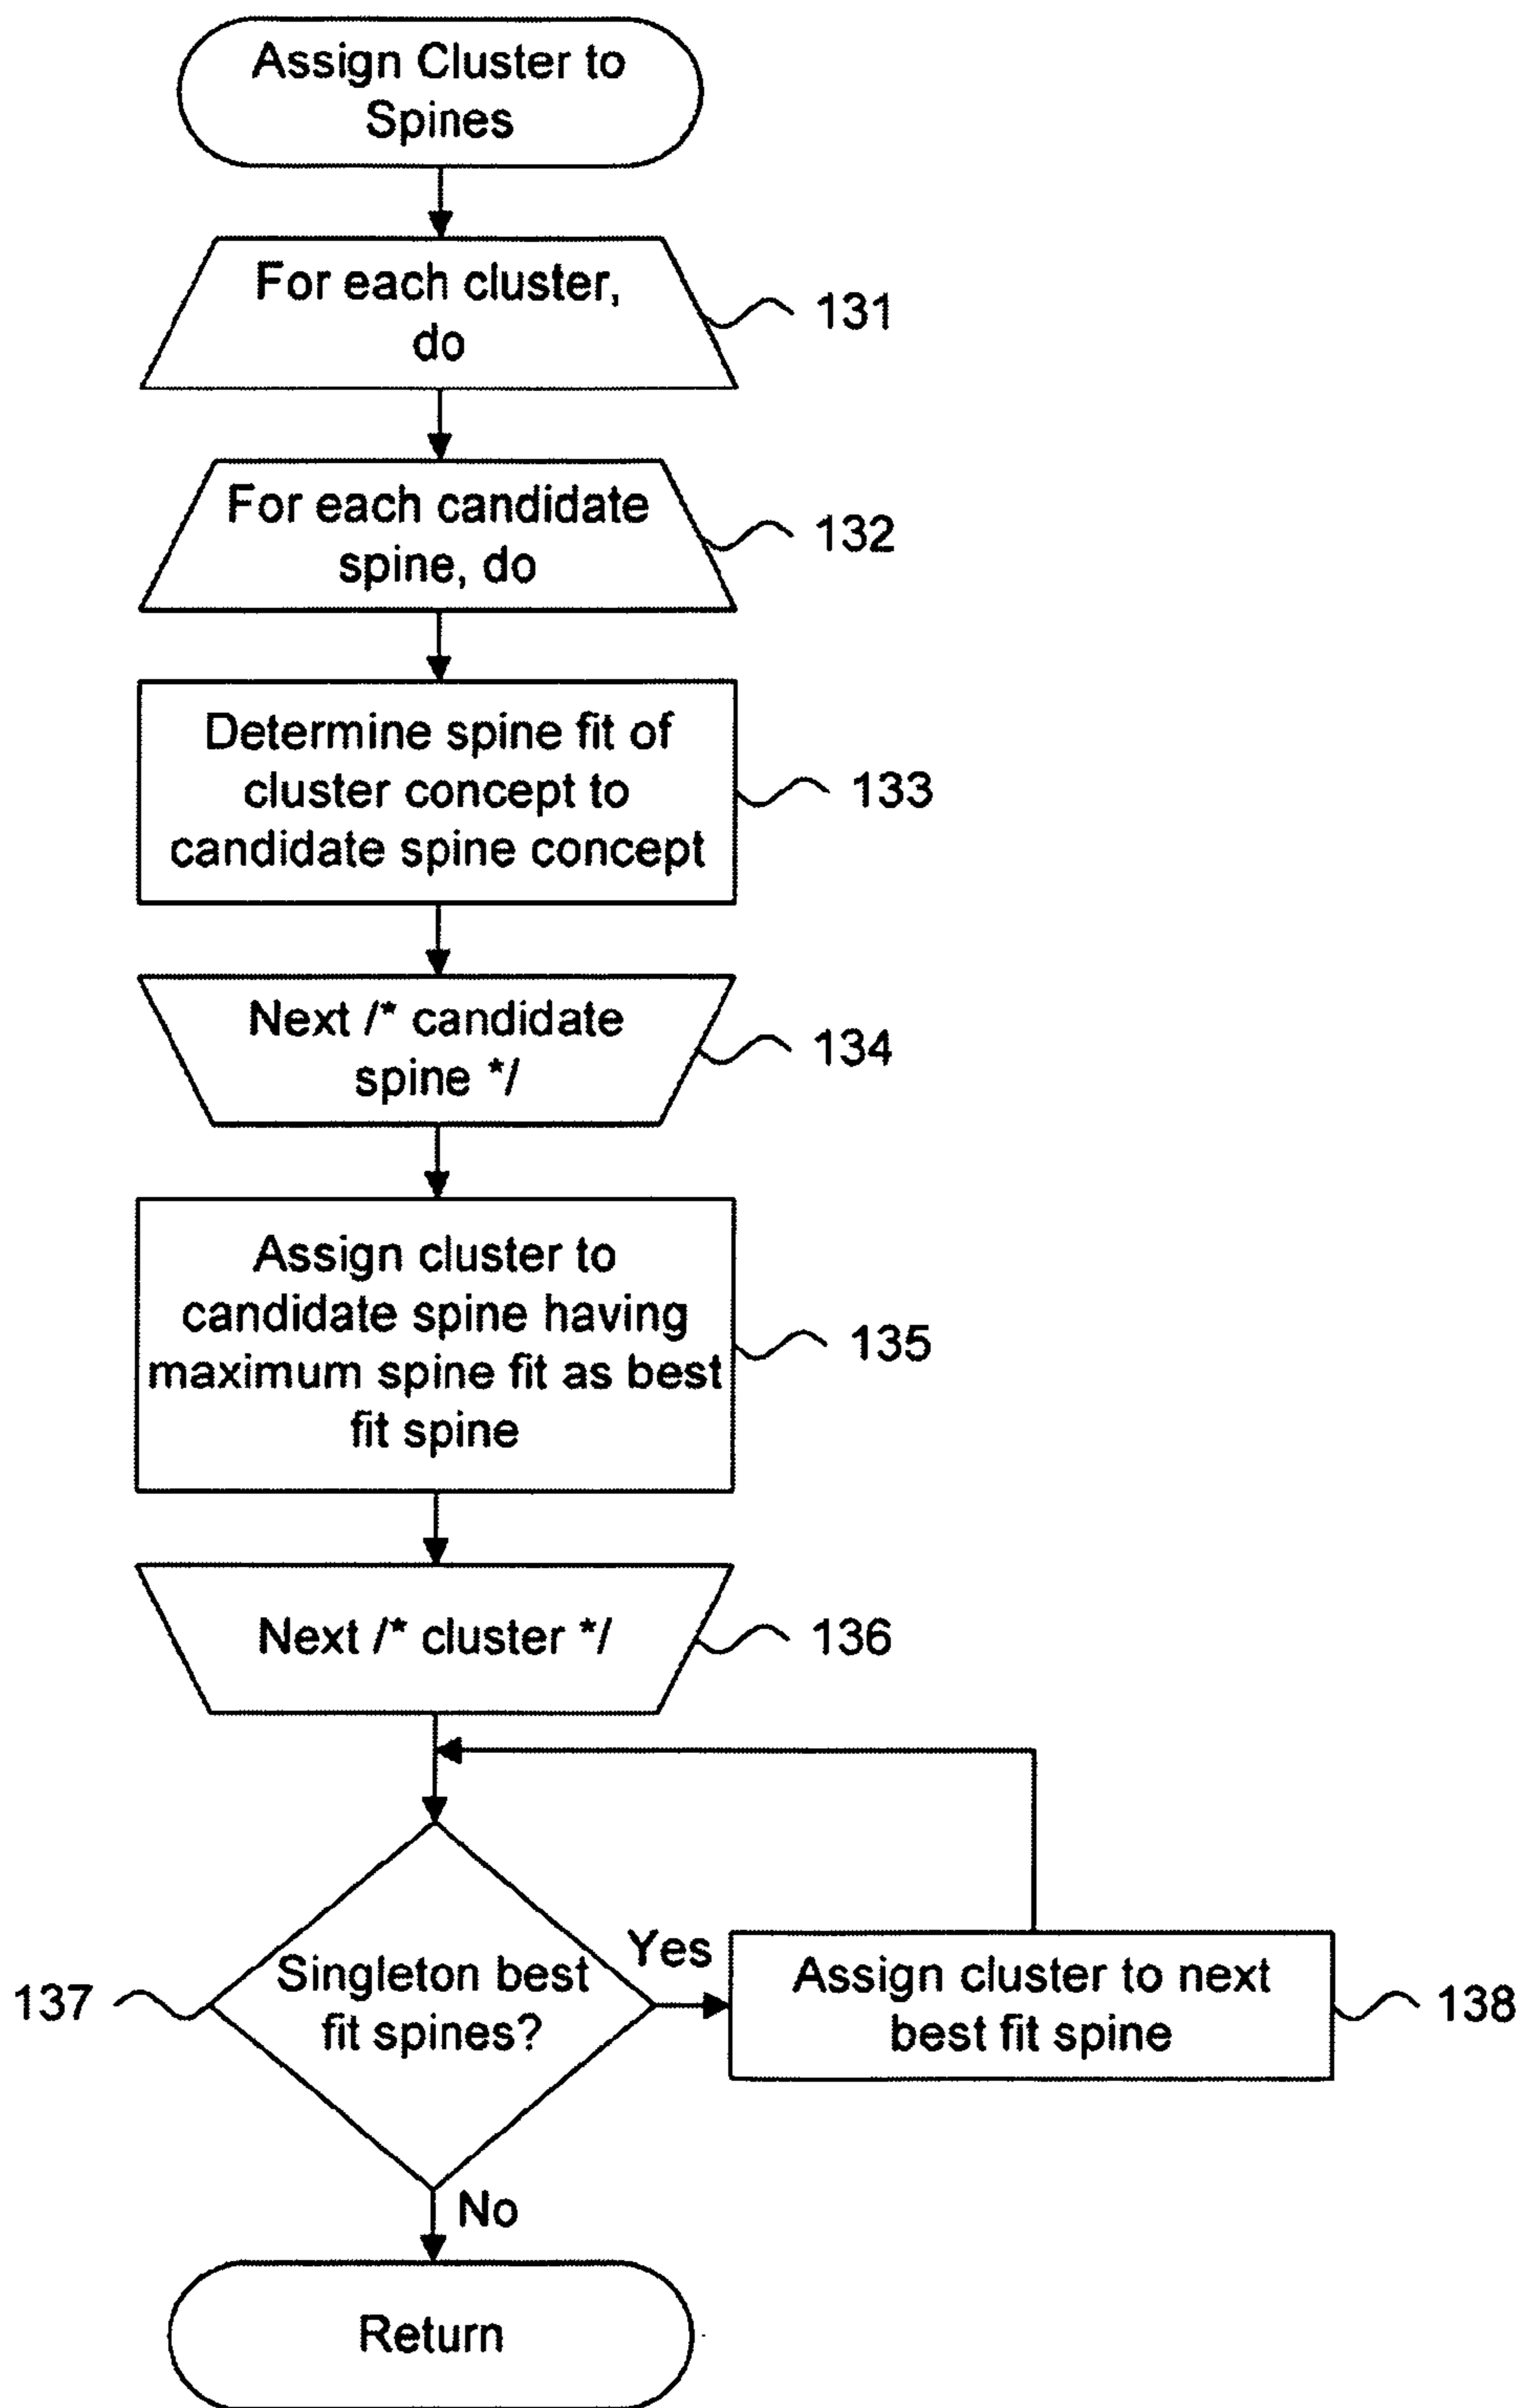 Assign Cluster to
Spines
For each cluster,
do
131
For each candidate
spine, do
132
Determine spine fit of
cluster concept to
candidate spine concept
133
Next /* candidate
spine */
134
Assign cluster to
candidate spine having
maximum spine fit as best
fit spine
135
Next /* cluster */
136
137
Singleton best
fit spines?
Yes
Assign cluster to next
best fit spine
138
No
Return